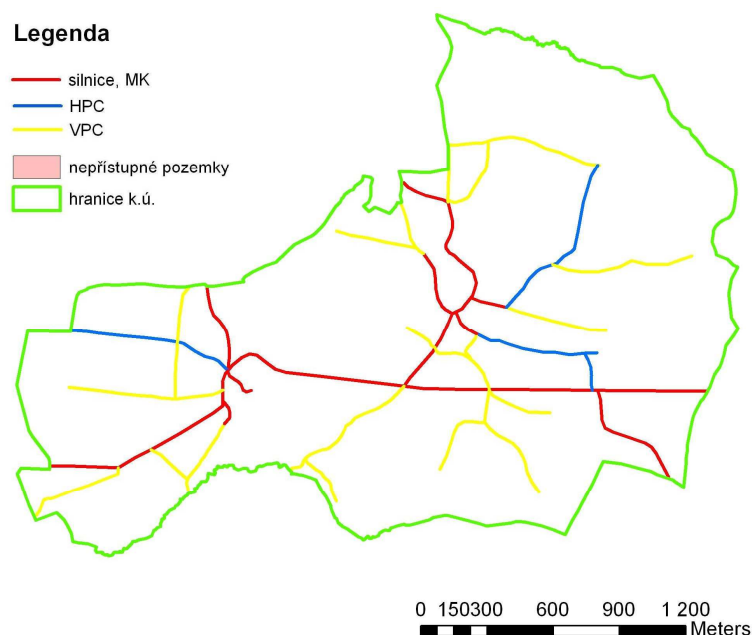 Legenda
silnice, MK
HPC
VPC
nepřístupné pozemky
hranice k.ú.
0 150300 600 900 1 200
Meters